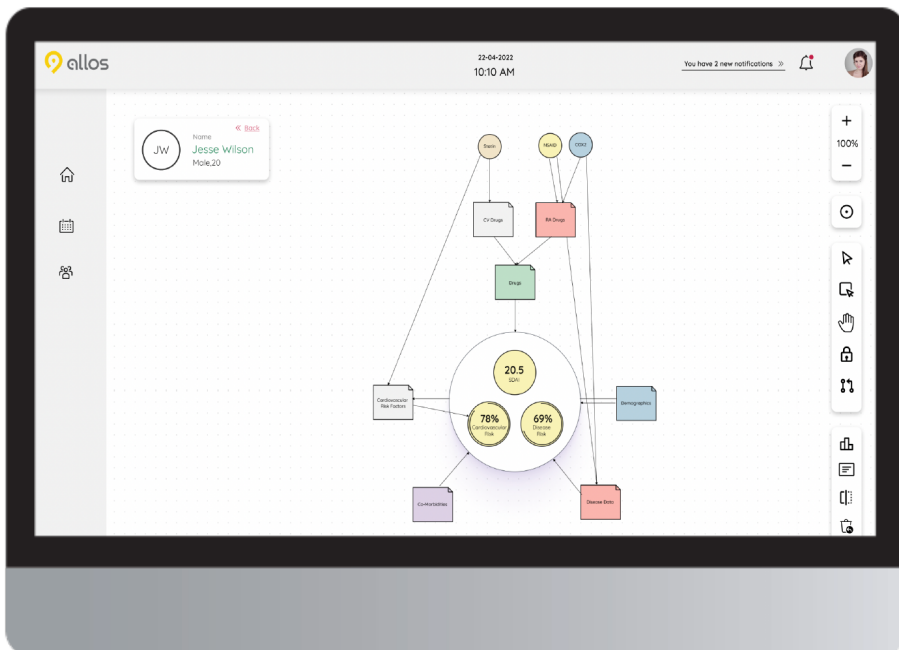 allos
22-04-2022
10:10 AM
You have 2 new notifications »
« Back
JW
Name
Jesse Wilson
Male,20
+
100%
−
Statin
NSAID
COX2
CV Drugs
RA Drugs
Drugs
20.5
SDAI
78%
Cardiovascular
Risk
69%
Disease
Risk
Cardiovascular
Risk Factors
Demographics
Co-Morbidities
Disease Data